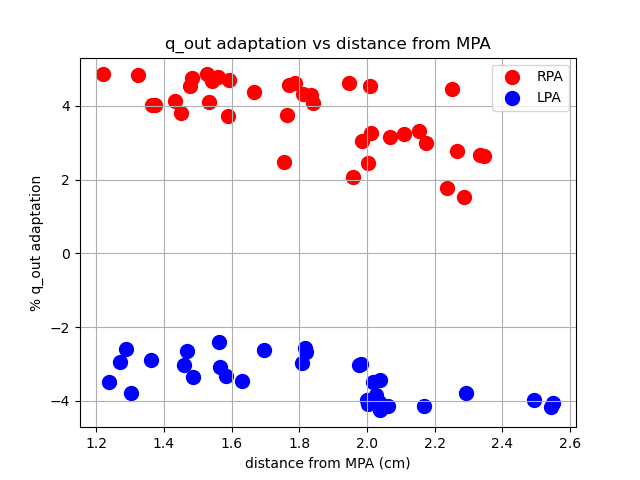 q_out adaptation vs distance from MPA
RPA
LPA
% q_out adaptation
4
2
0
−2
−4
1.2 1.4 1.6 1.8 2.0 2.2 2.4 2.6
distance from MPA (cm)